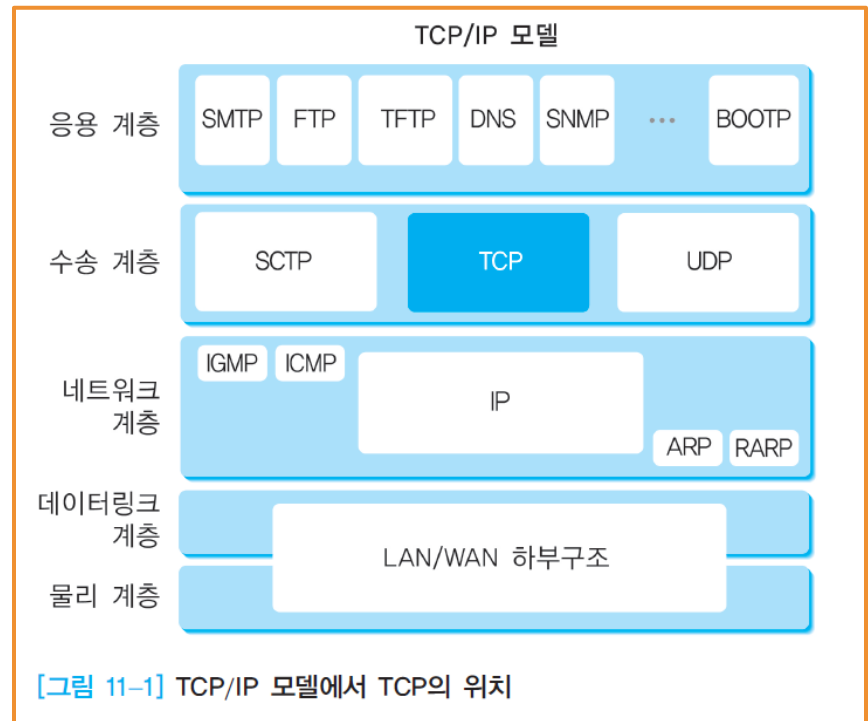 TCP/IP 모델
응용 계층
SMTP FTP TFTP DNS SNMP ··· BOOTP
수송 계층
SCTP TCP UDP
네트워크
계층
IGMP ICMP
IP
ARP RARP
데이터링크
계층
LAN/WAN 하부구조
물리 계층
[그림 11-1] TCP/IP 모델에서 TCP의 위치